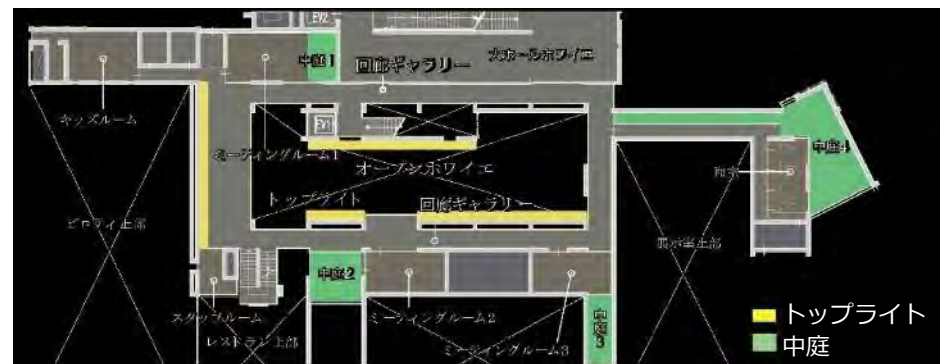 EV2
中庭1
回廊ギャラリー
大ホールホワイエ
キッズルーム
EV1
ミーティングルーム1
オープンホワイエ
中庭4
和室
トップライト
回廊ギャラリー
ピロティ上部
展示室上部
中庭2
スタッフルーム
ミーティングルーム2
レストラン上部
ミーティングルーム3
中庭3
トップライト
中庭